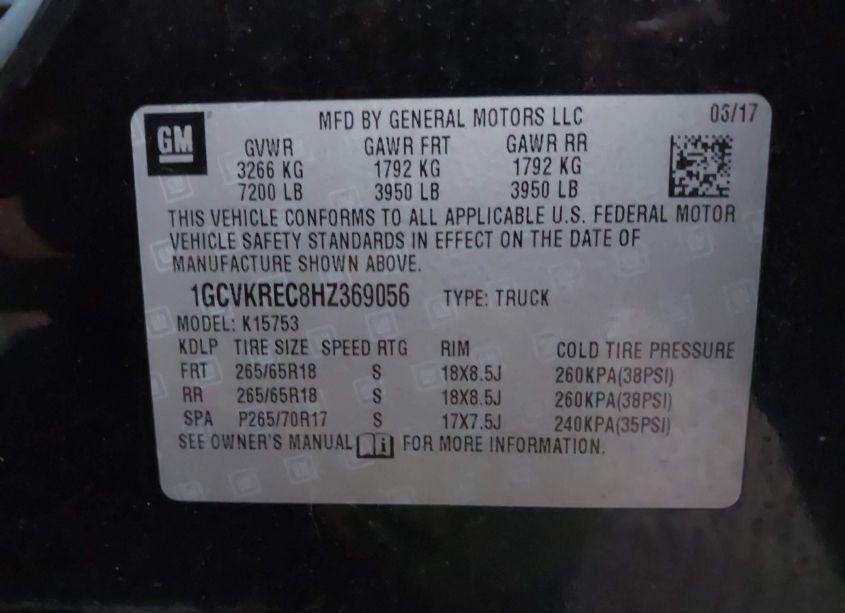 GM
MFD BY GENERAL MOTORS LLC 05/17
GVWR GAWR FRT GAWR RR
3266 KG 1792 KG 1792 KG
7200 LB 3950 LB 3950 LB
THIS VEHICLE CONFORMS TO ALL APPLICABLE U.S. FEDERAL MOTOR
VEHICLE SAFETY STANDARDS IN EFFECT ON THE DATE OF
MANUFACTURE SHOWN ABOVE.
1GCVKREC8HZ369056 TYPE: TRUCK
MODEL: K15753
KDLP TIRE SIZE SPEED RTG RIM COLD TIRE PRESSURE
FRT 265/65R18 S 18X8.5J 260KPA(38PSI)
RR 265/65R18 S 18X8.5J 260KPA(38PSI)
SPA P265/70R17 S 17X7.5J 240KPA(35PSI)
SEE OWNER'S MANUAL i FOR MORE INFORMATION.